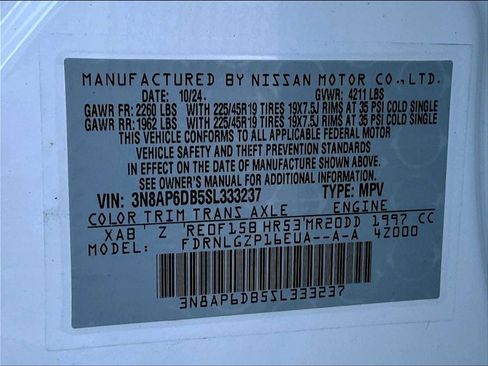 MANUFACTURED BY NISSAN MOTOR CO.,LTD.
DATE: 10/24. GVWR: 4211 LBS
GAWR FR: 2260 LBS WITH 225/45R19 TIRES 19X7.5J RIMS AT 35 PSI COLD SINGLE
GAWR RR: 1962 LBS WITH 225/45R19 TIRES 19X7.5J RIMS AT 35 PSI COLD SINGLE
THIS VEHICLE CONFORMS TO ALL APPLICABLE FEDERAL MOTOR
VEHICLE SAFETY AND THEFT PREVENTION STANDARDS
IN EFFECT ON THE DATE OF MANUFACTURE SHOWN ABOVE.
SEE OWNER'S MANUAL FOR ADDITIONAL INFORMATION.
VIN: 3N8AP6DB5SL333237 TYPE: MPV
COLOR TRIM TRANS AXLE ENGINE
XAB' Z 'RE0F15B HR53'MR20DD 1997 CC
MODEL: FDRNLGZP16EUA--A-A 4Z000
3N8AP6DB5SL333237